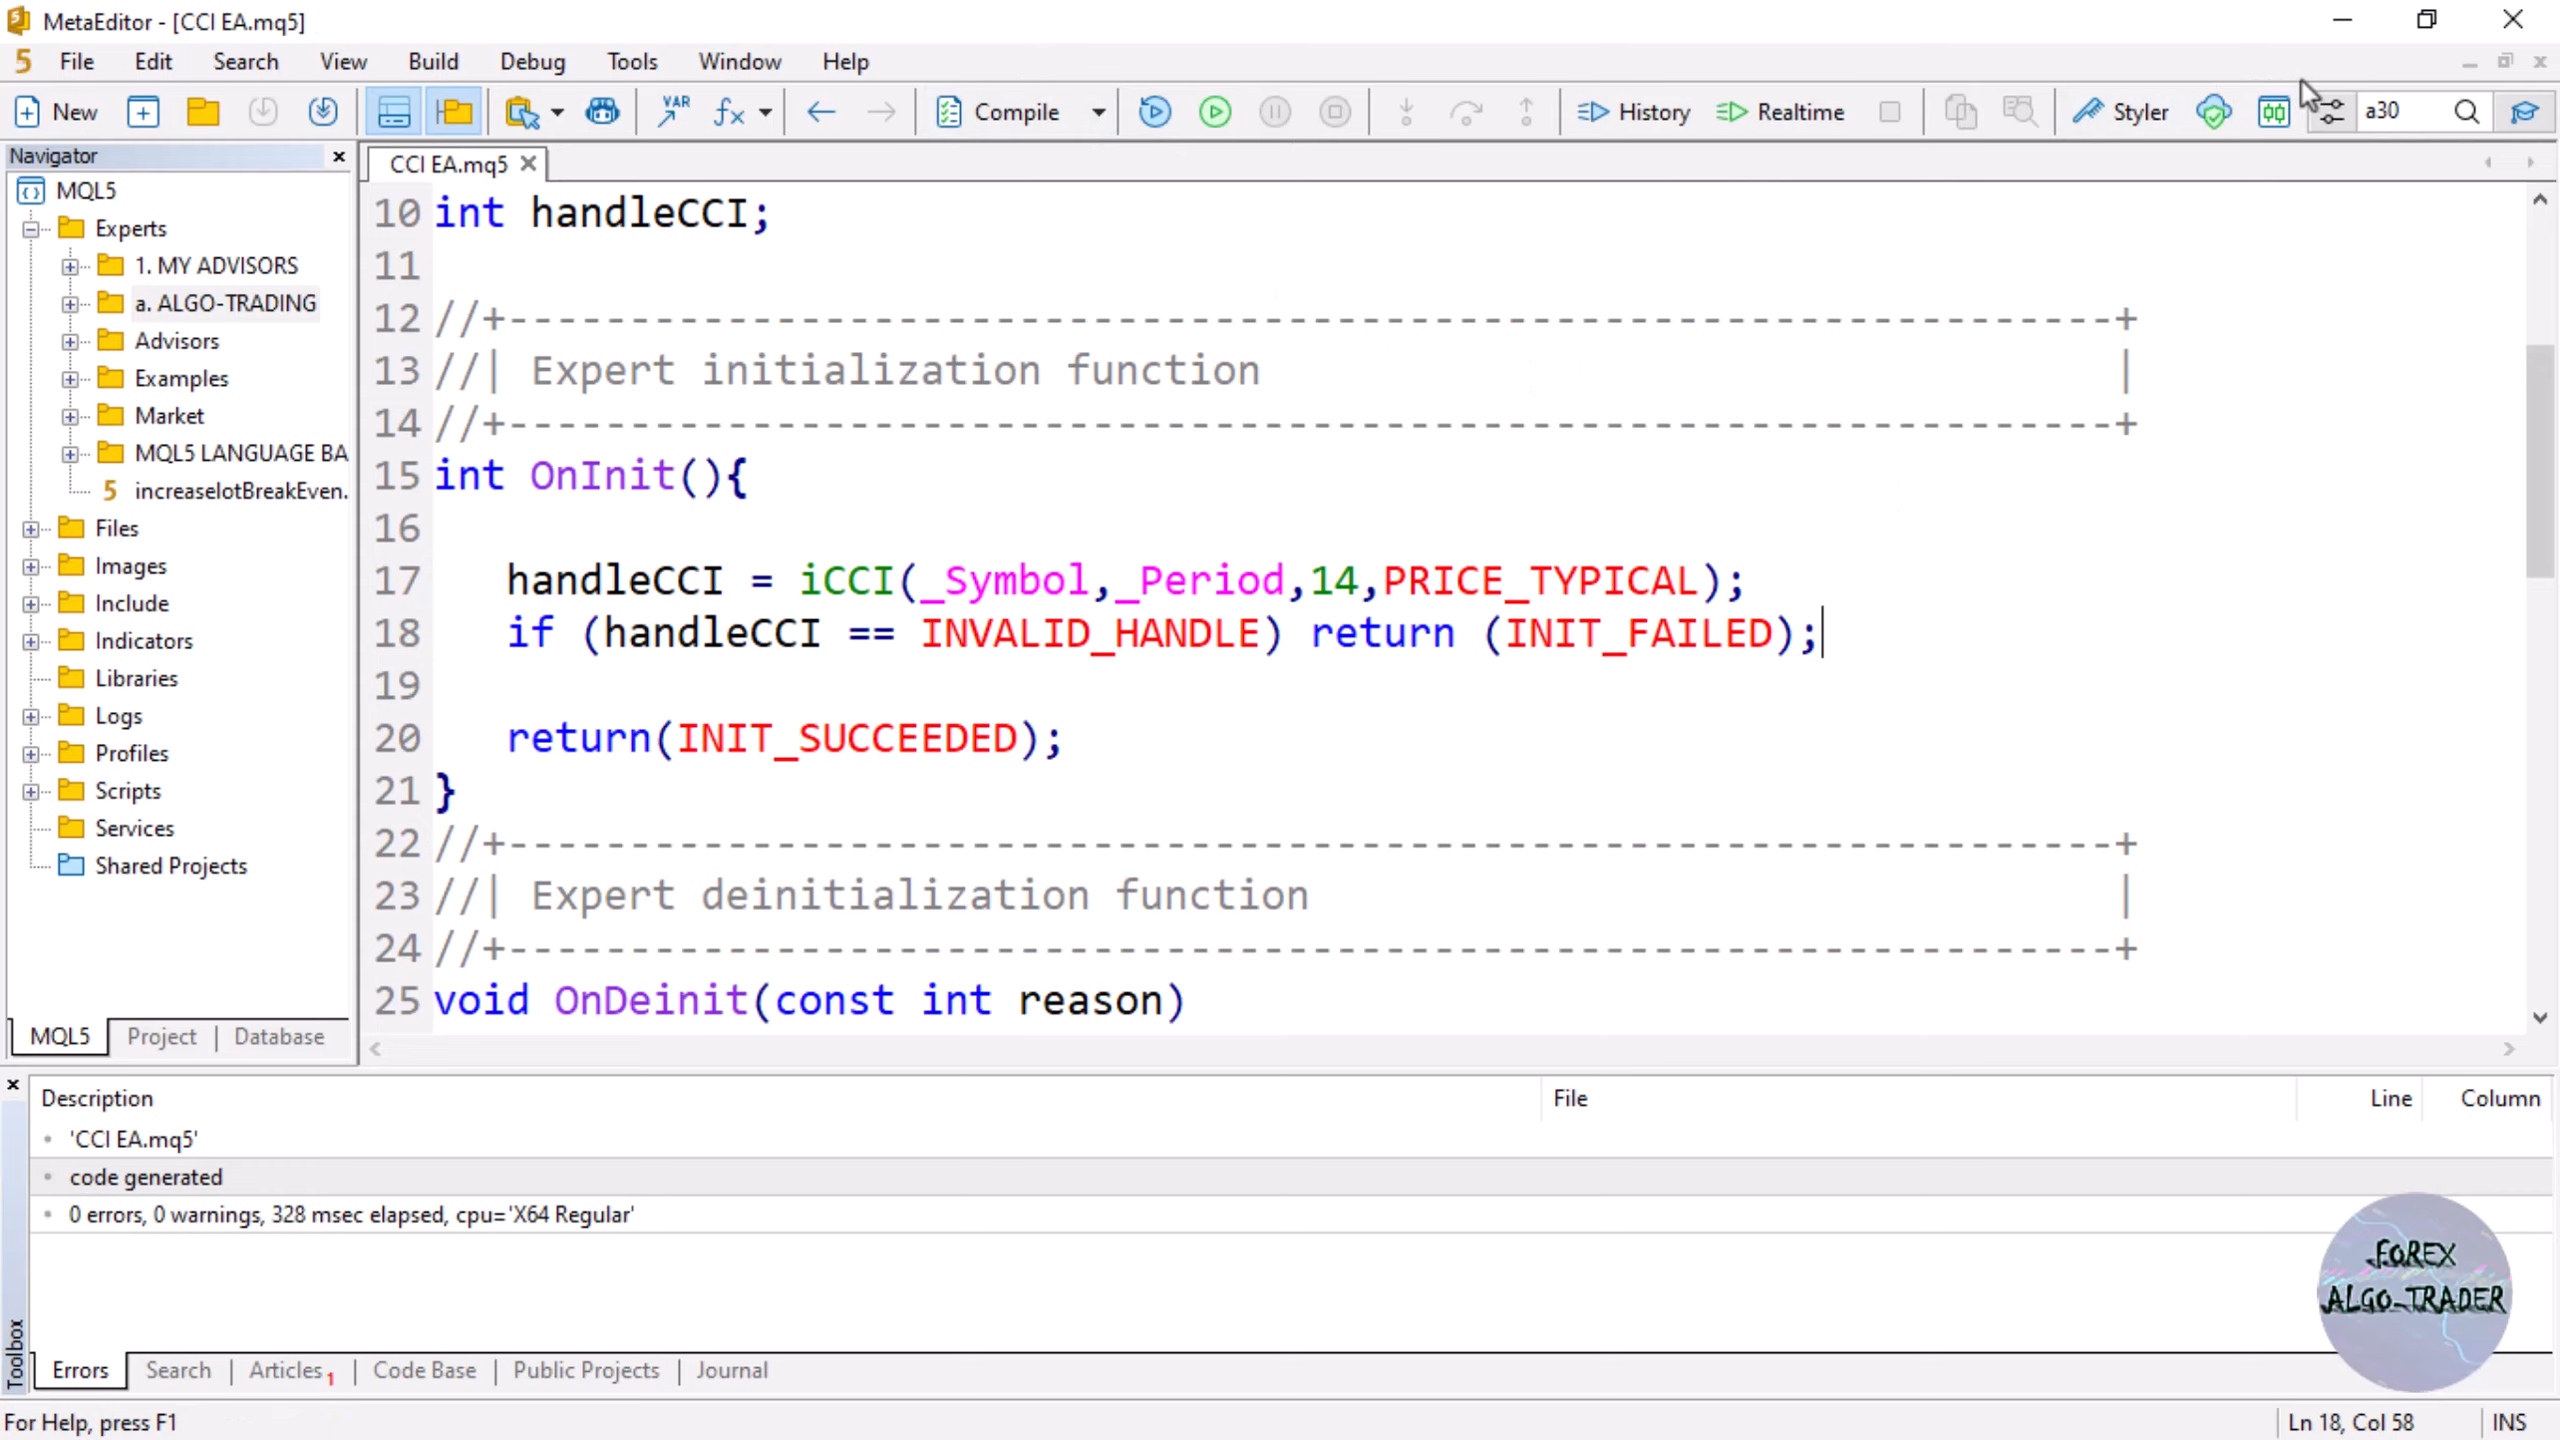 MetaEditor - [CCI EA.mq5]
File Edit Search View Build Debug Tools Window Help
New VAR fx Compile History Realtime Styler a30
Navigator
MQL5
Experts
1. MY ADVISORS
a. ALGO-TRADING
Advisors
Examples
Market
MQL5 LANGUAGE BA
increaselotBreakEven.
Files
Images
Include
Indicators
Libraries
Logs
Profiles
Scripts
Services
Shared Projects
MQL5 Project Database
CCI EA.mq5
10 int handleCCI;
11
12 //+------------------------------------------------------------------+
13 //| Expert initialization function |
14 //+------------------------------------------------------------------+
15 int OnInit(){
16
17 handleCCI = iCCI(_Symbol,_Period,14,PRICE_TYPICAL);
18 if (handleCCI == INVALID_HANDLE) return (INIT_FAILED);
19
20 return(INIT_SUCCEEDED);
21 }
22 //+------------------------------------------------------------------+
23 //| Expert deinitialization function |
24 //+------------------------------------------------------------------+
25 void OnDeinit(const int reason)
Description File Line Column
'CCI EA.mq5'
code generated
0 errors, 0 warnings, 328 msec elapsed, cpu='X64 Regular'
Toolbox
Errors Search Articles 1 Code Base Public Projects Journal
FOREX
ALGO-TRADER
For Help, press F1
Ln 18, Col 58 INS